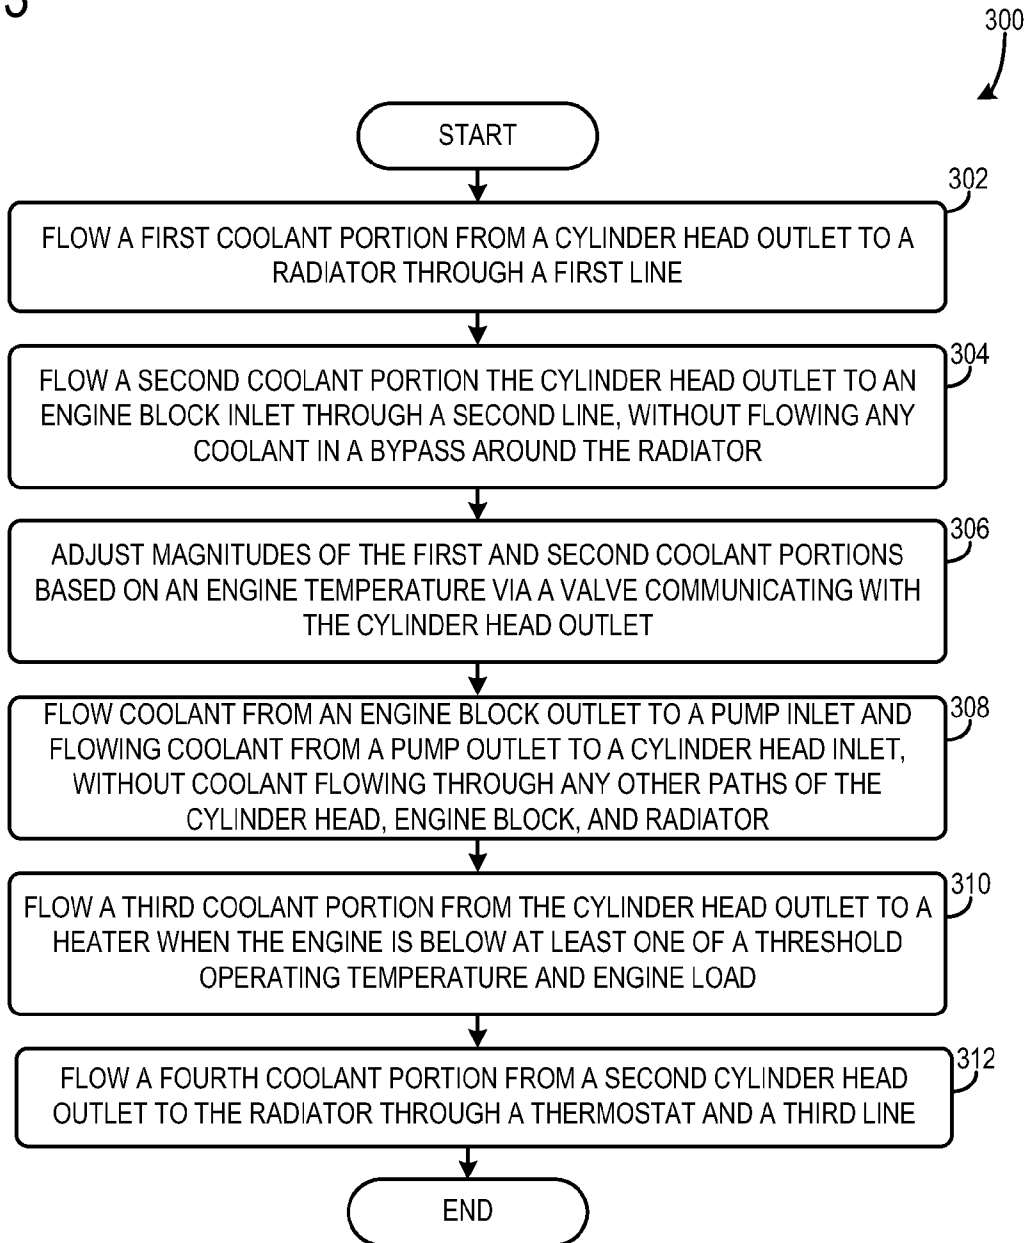 300
START
302
FLOW A FIRST COOLANT PORTION FROM A CYLINDER HEAD OUTLET TO A
RADIATOR THROUGH A FIRST LINE
304
FLOW A SECOND COOLANT PORTION THE CYLINDER HEAD OUTLET TO AN
ENGINE BLOCK INLET THROUGH A SECOND LINE, WITHOUT FLOWING ANY
COOLANT IN A BYPASS AROUND THE RADIATOR
306
ADJUST MAGNITUDES OF THE FIRST AND SECOND COOLANT PORTIONS
BASED ON AN ENGINE TEMPERATURE VIA A VALVE COMMUNICATING WITH
THE CYLINDER HEAD OUTLET
308
FLOW COOLANT FROM AN ENGINE BLOCK OUTLET TO A PUMP INLET AND
FLOWING COOLANT FROM A PUMP OUTLET TO A CYLINDER HEAD INLET,
WITHOUT COOLANT FLOWING THROUGH ANY OTHER PATHS OF THE
CYLINDER HEAD, ENGINE BLOCK, AND RADIATOR
310
FLOW A THIRD COOLANT PORTION FROM THE CYLINDER HEAD OUTLET TO A
HEATER WHEN THE ENGINE IS BELOW AT LEAST ONE OF A THRESHOLD
OPERATING TEMPERATURE AND ENGINE LOAD
312
FLOW A FOURTH COOLANT PORTION FROM A SECOND CYLINDER HEAD
OUTLET TO THE RADIATOR THROUGH A THERMOSTAT AND A THIRD LINE
END